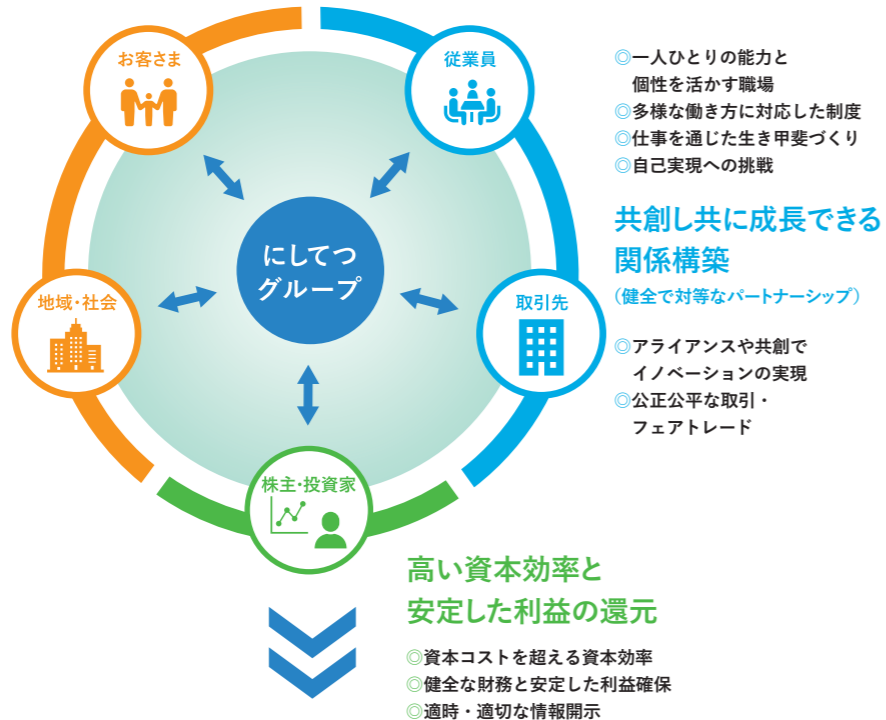 お客さま
従業員
にしてつ
グループ
地域・社会
取引先
株主・投資家
◎一人ひとりの能力と
個性を活かす職場
◎多様な働き方に対応した制度
◎仕事を通じた生き甲斐づくり
◎自己実現への挑戦
共創し共に成長できる
関係構築
（健全で対等なパートナーシップ）
◎アライアンスや共創で
イノベーションの実現
◎公正公平な取引・
フェアトレード
高い資本効率と
安定した利益の還元
◎資本コストを超える資本効率
◎健全な財務と安定した利益確保
◎適時・適切な情報開示